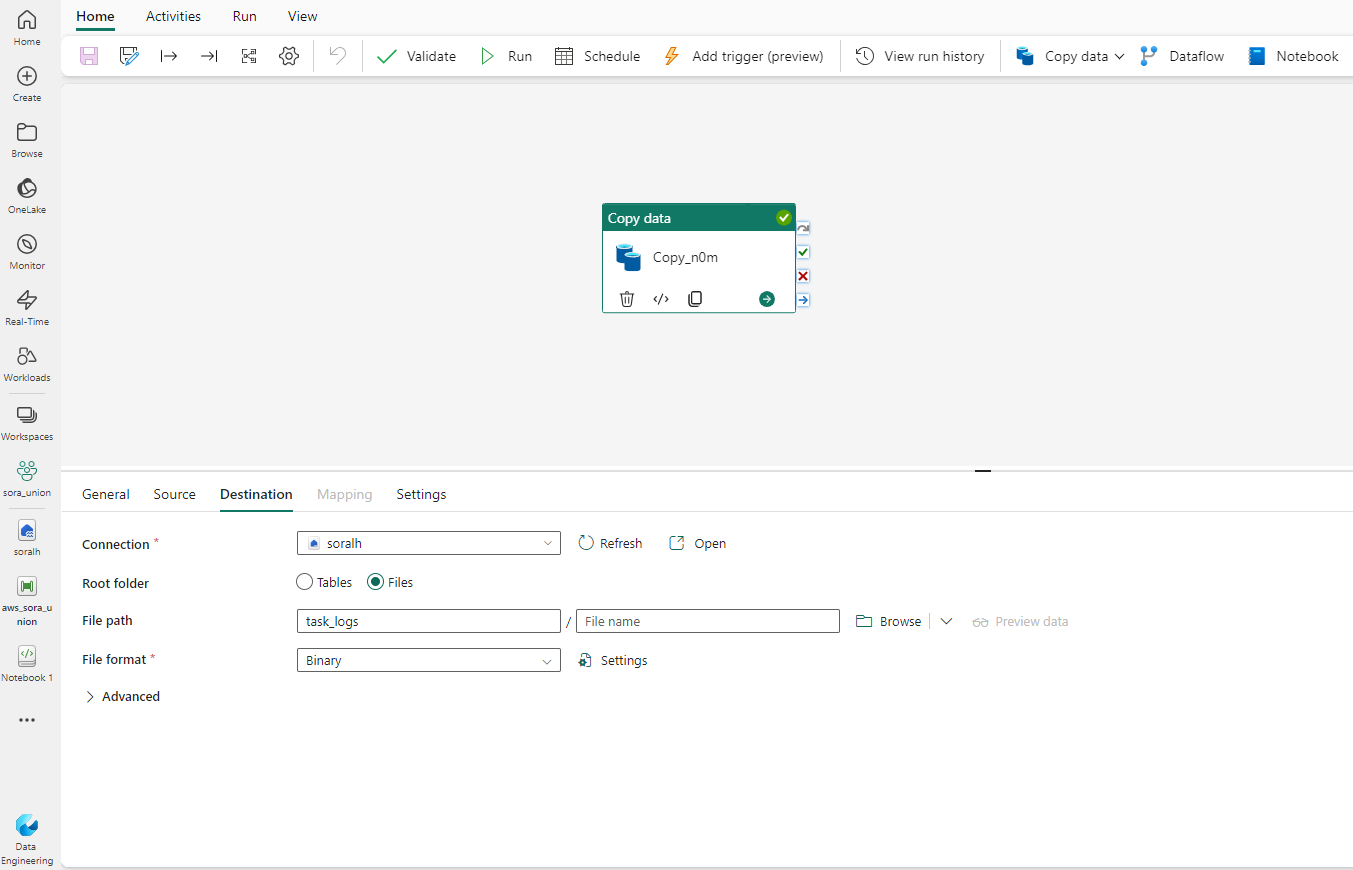 Home
Activities
Run
View
Validate
Run
Schedule
Add trigger (preview)
View run history
Copy data
Dataflow
Notebook
Home
Create
Browse
OneLake
Monitor
Real-Time
Workloads
Workspaces
sora_union
soralh
aws_sora_u
nion
Notebook 1
Data
Engineering
Copy data
Copy_n0m
General
Source
Destination
Mapping
Settings
Connection *
soralh
Refresh
Open
Root folder
Tables
Files
File path
task_logs
/
File name
Browse
Preview data
File format *
Binary
Settings
Advanced